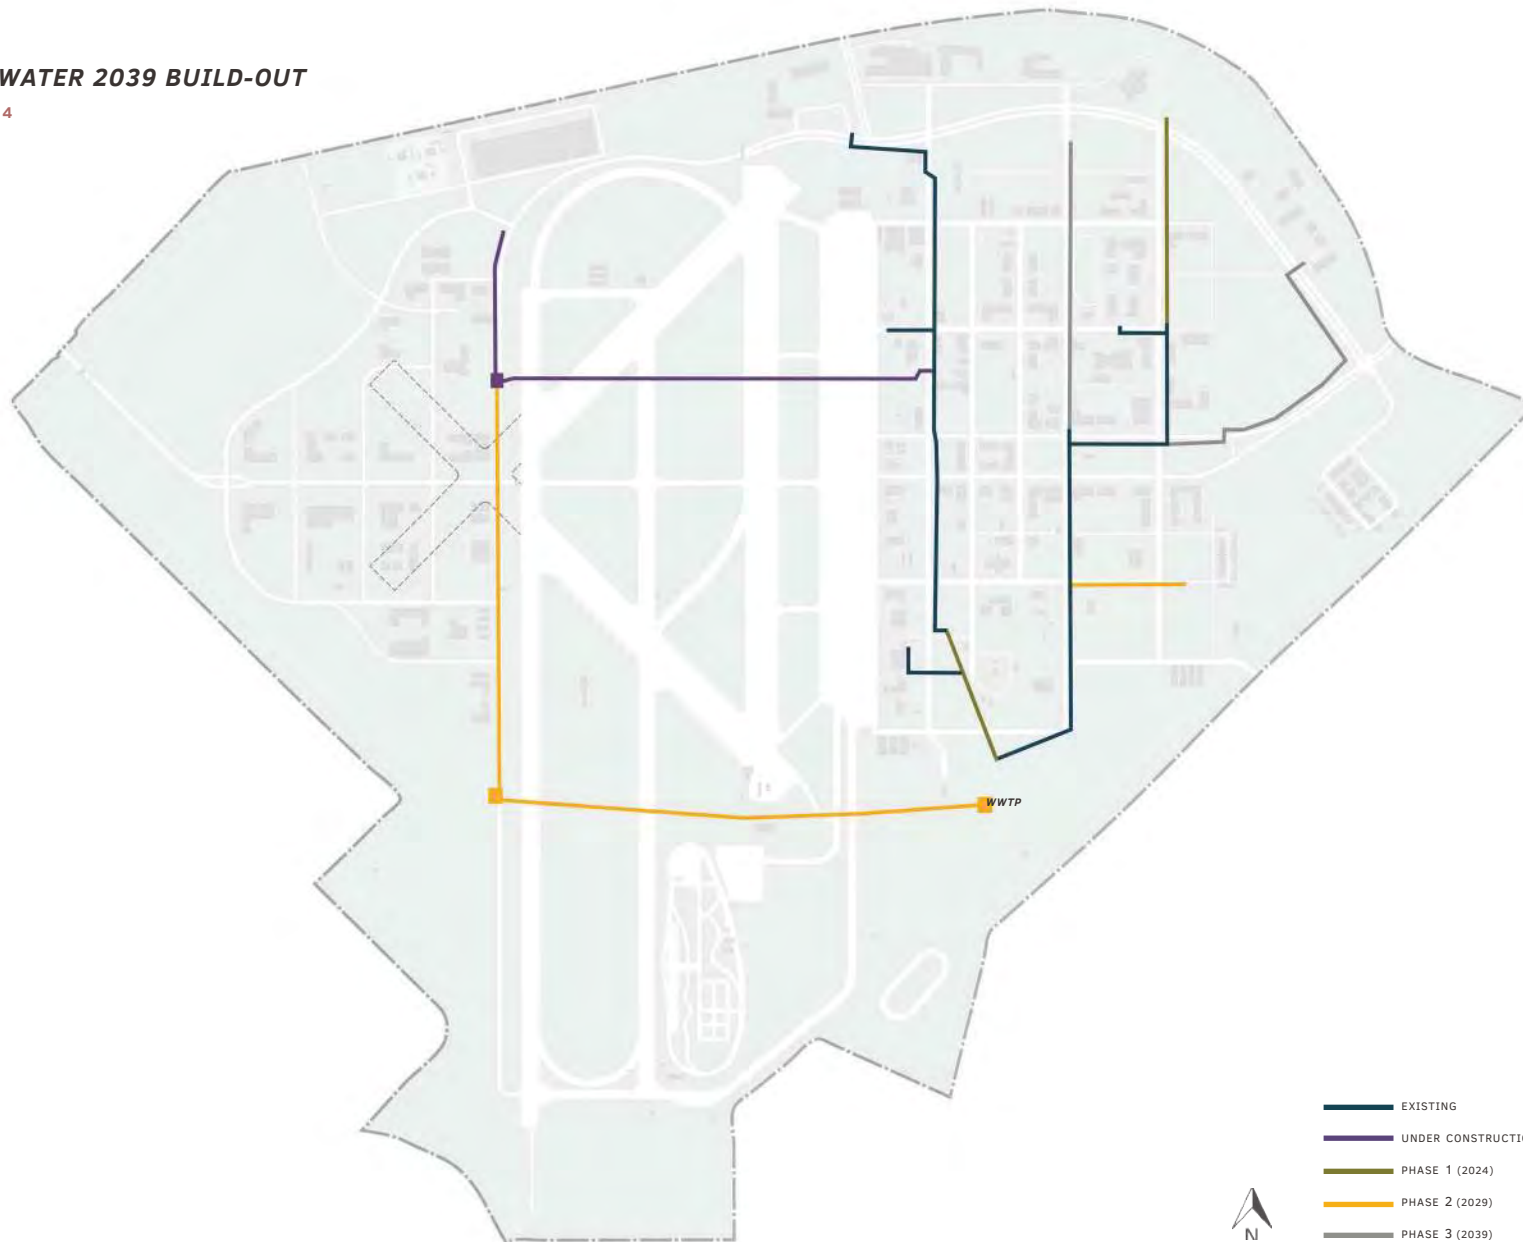 WATER 2039 BUILD-OUT
4
WWTP
EXISTING
UNDER CONSTRUCTI
PHASE 1 (2024)
PHASE 2 (2029)
PHASE 3 (2039)
N